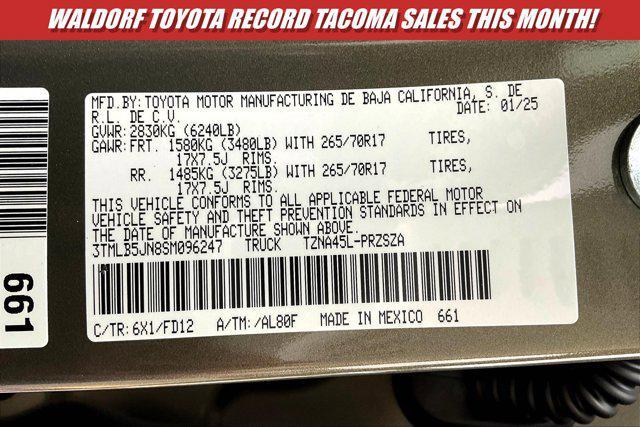 WALDORF TOYOTA RECORD TACOMA SALES THIS MONTH!
MFD.BY:TOYOTA MOTOR MANUFACTURING DE BAJA CALIFORNIA, S. DE
R.L. DE C.V. DATE: 01/25
GVWR:2830KG (6240LB)
GAWR:FRT. 1580KG (3480LB) WITH 265/70R17 TIRES,
17X7.5J RIMS.
RR. 1485KG (3275LB) WITH 265/70R17 TIRES,
17X7.5J RIMS.
THIS VEHICLE CONFORMS TO ALL APPLICABLE FEDERAL MOTOR
VEHICLE SAFETY AND THEFT PREVENTION STANDARDS IN EFFECT ON
THE DATE OF MANUFACTURE SHOWN ABOVE.
3TMLB5JN8SM096247 TRUCK TZNA45L-PRZSZA
C/TR:6X1/FD12 A/TM:/AL80F MADE IN MEXICO 661
661